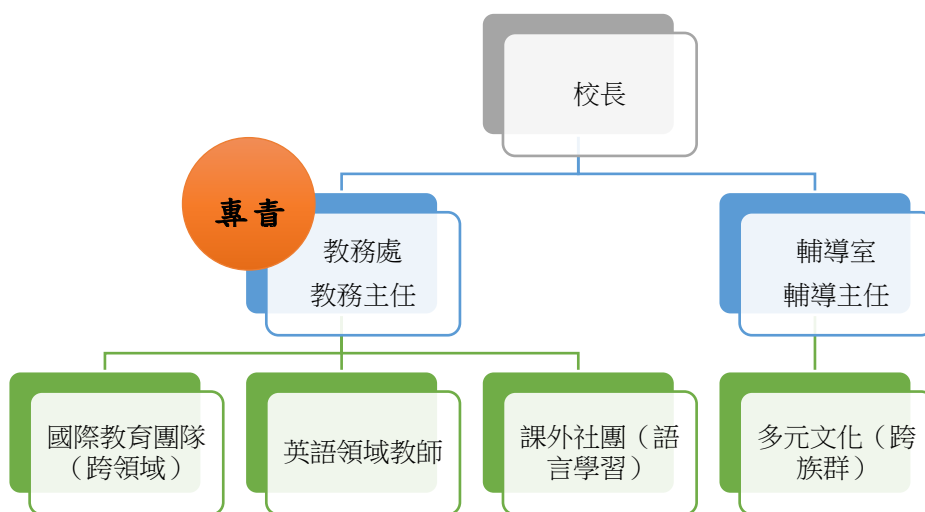 校長
專責
教務處
教務主任
輔導室
輔導主任
國際教育團隊
（跨領域）
英語領域教師
課外社團（語
言學習）
多元文化（跨
族群）